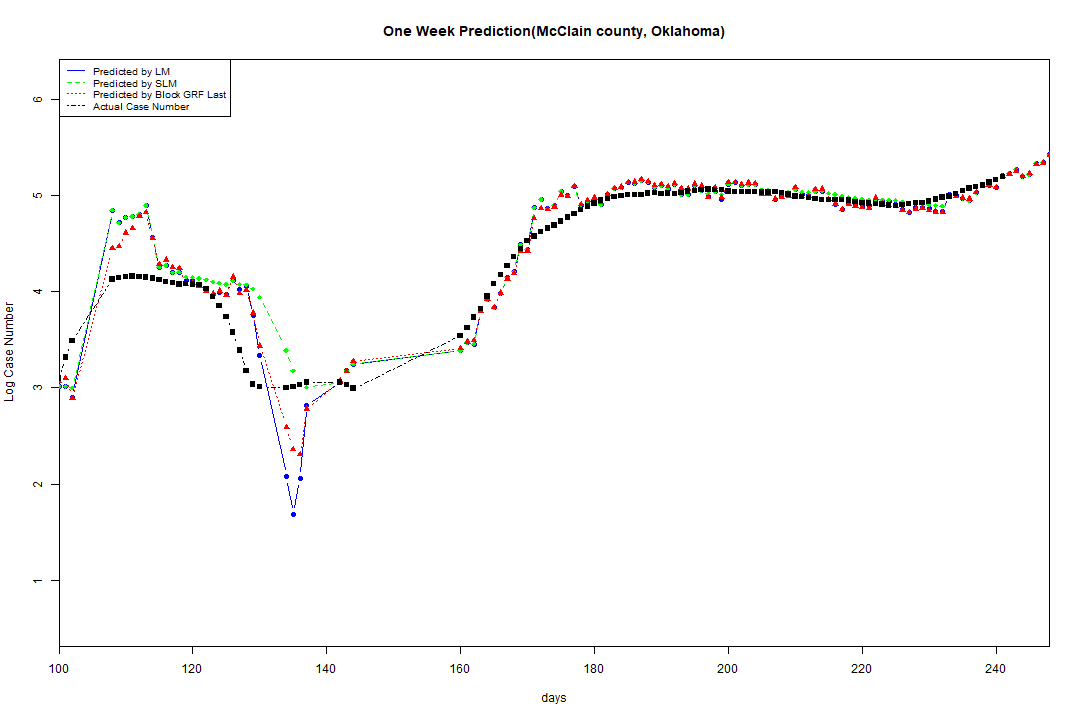 One Week Prediction(McClain county, Oklahoma)
Predicted by LM
Predicted by SLM
Predicted by Block GRF Last
Actual Case Number
6
5
4
3
2
1
Log Case Number
100 120 140 160 180 200 220 240
days